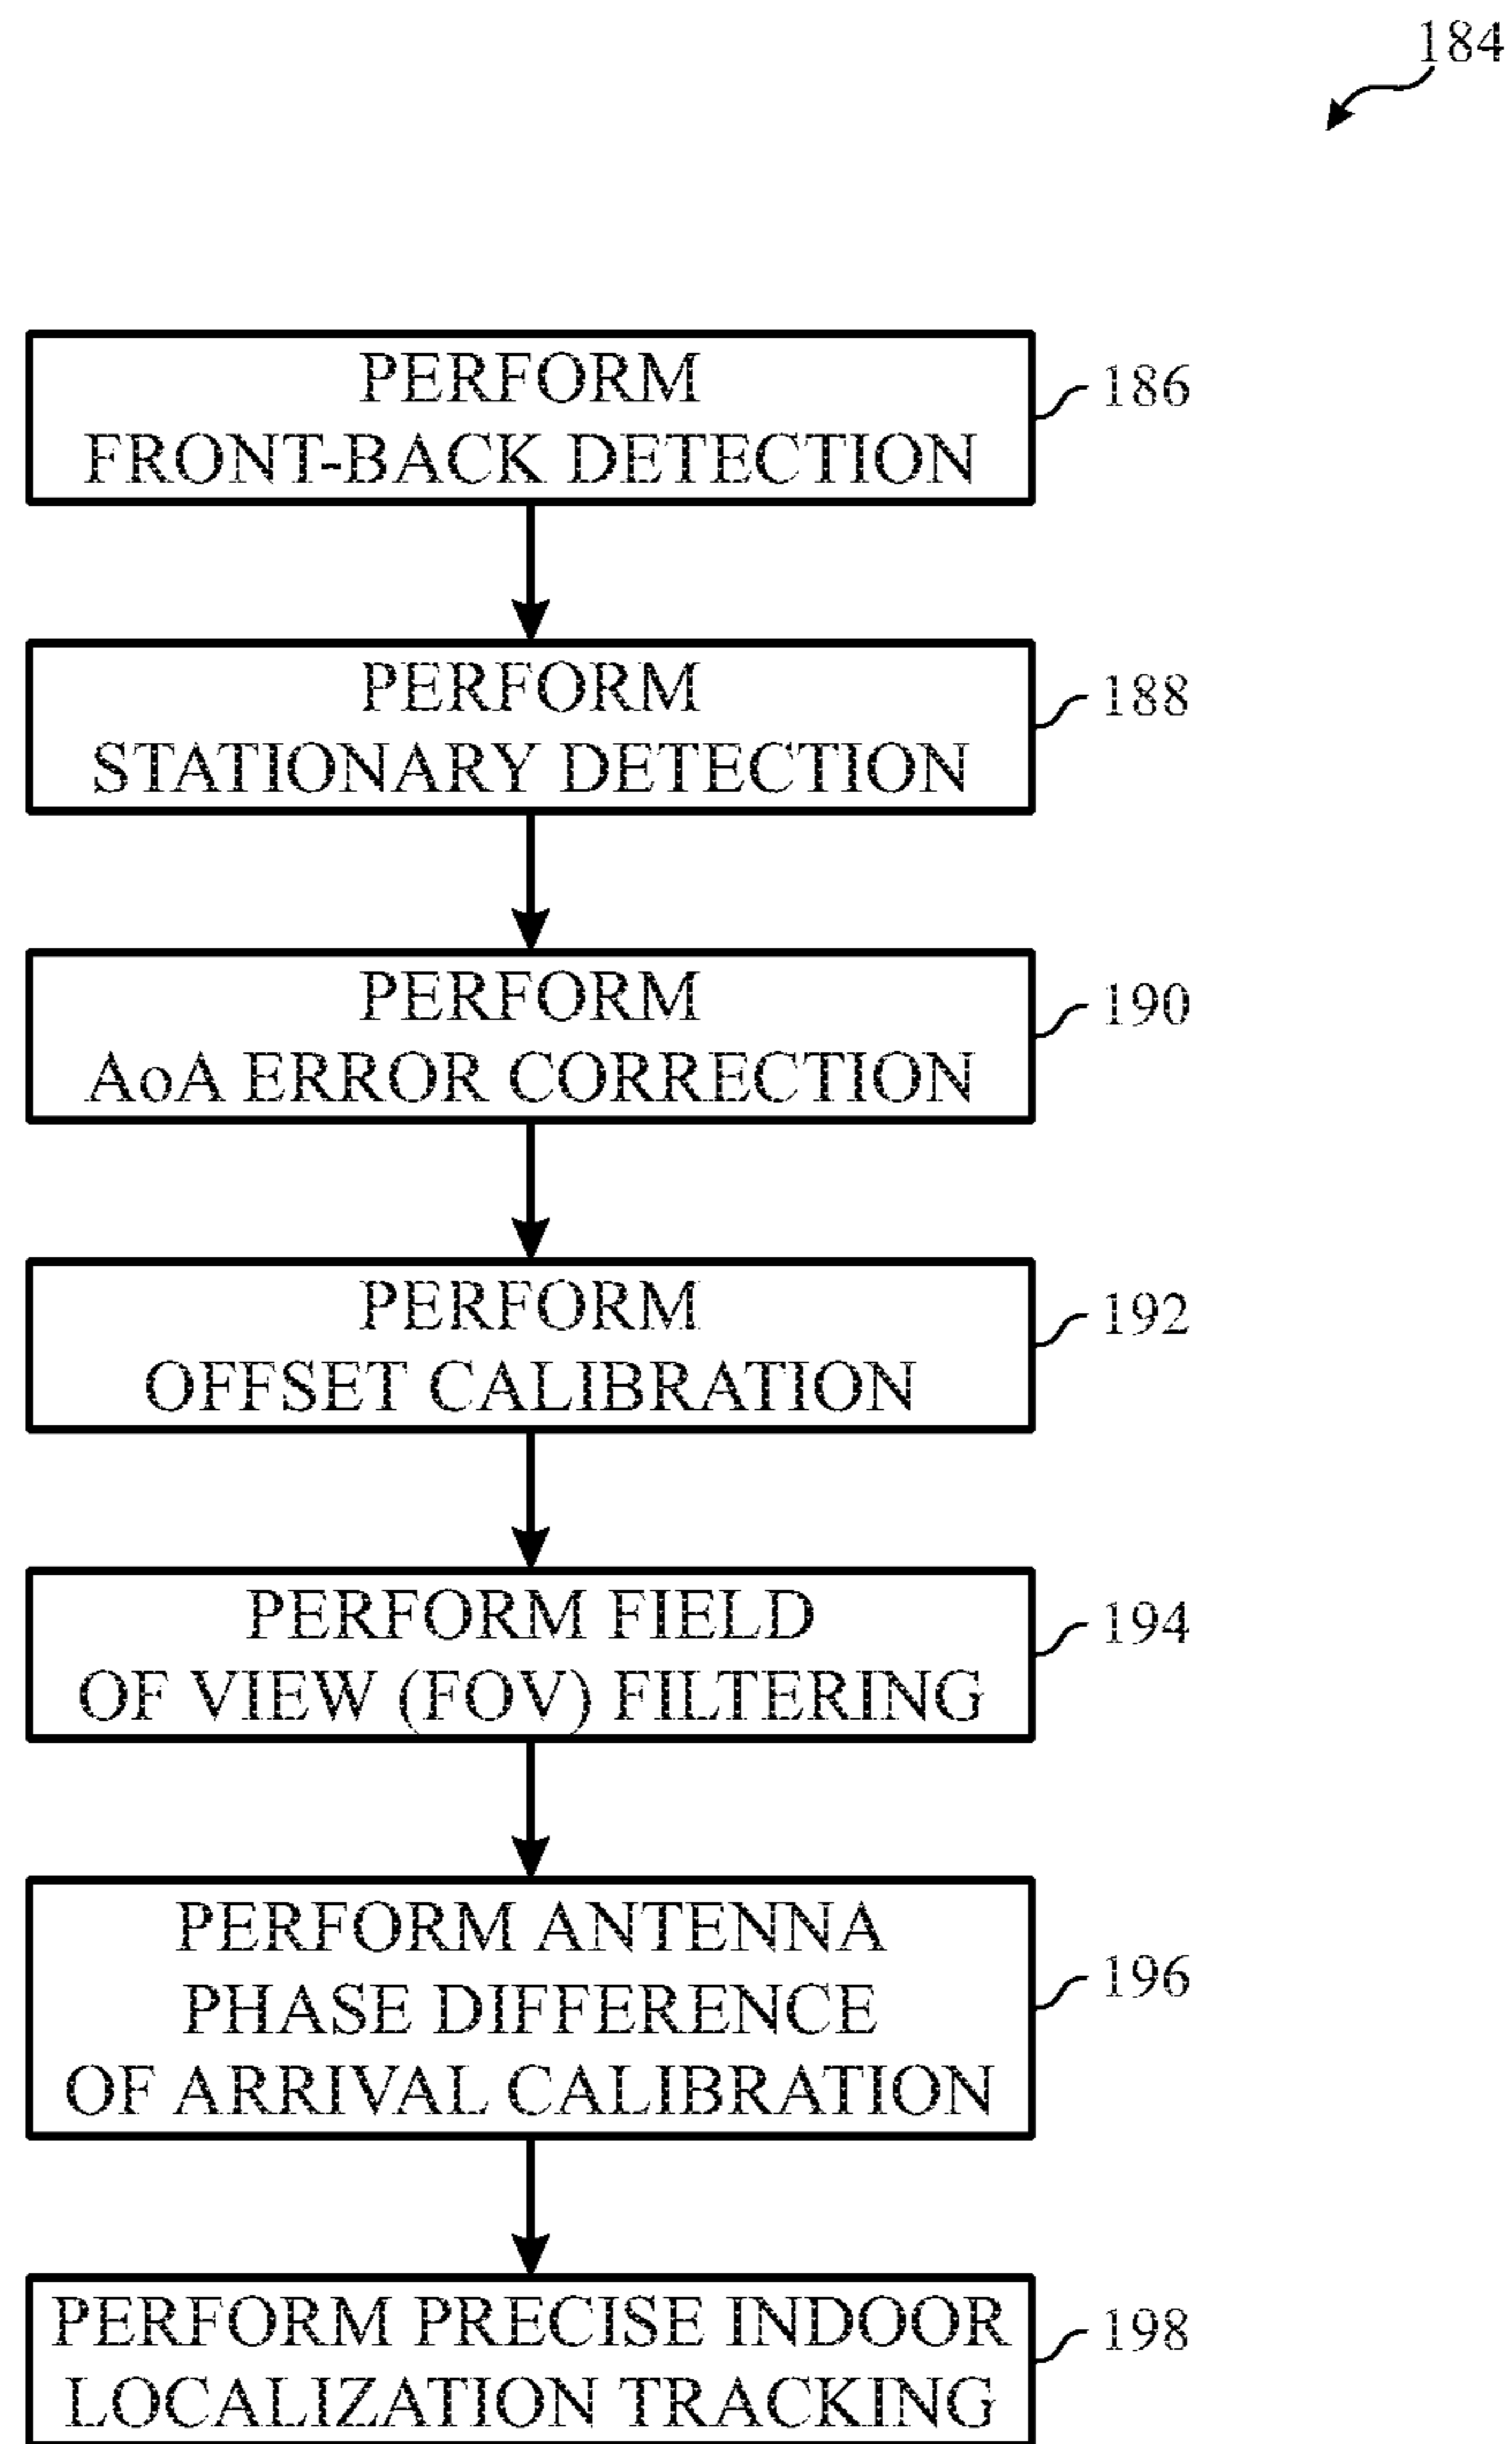 184
PERFORM
FRONT-BACK DETECTION
186
PERFORM
STATIONARY DETECTION
188
PERFORM
AoA ERROR CORRECTION
190
PERFORM
OFFSET CALIBRATION
192
PERFORM FIELD
OF VIEW (FOV) FILTERING
194
PERFORM ANTENNA
PHASE DIFFERENCE
OF ARRIVAL CALIBRATION
196
PERFORM PRECISE INDOOR
LOCALIZATION TRACKING
198